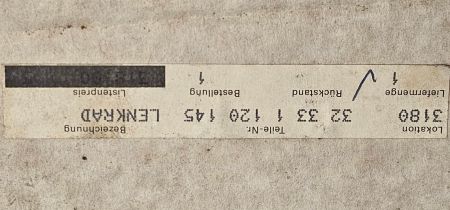 Lokation Teile-Nr. Bezeichnung
3180 32 33 1 120 145 LENKRAD
Liefermenge Rückstand Bestellung Listenpreis
1 1